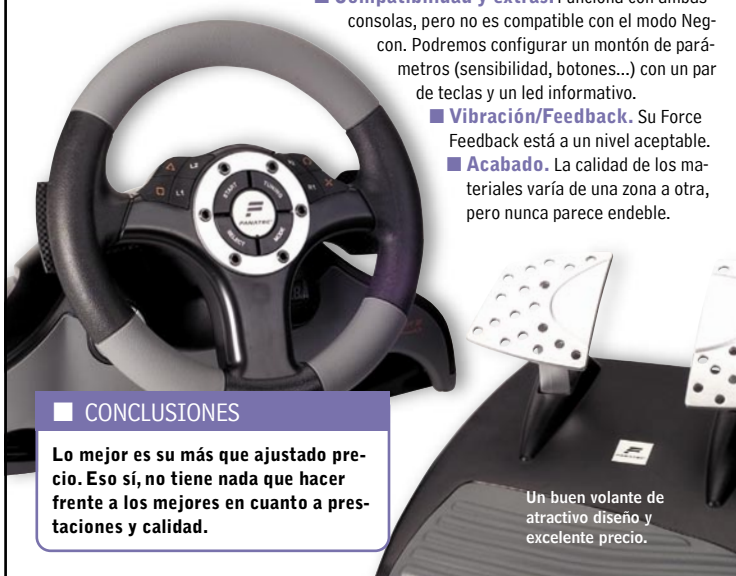 ■ Compatibilidad y extras. Funciona con ambas
consolas, pero no es compatible con el modo Neg-
con. Podremos configurar un montón de pará-
metros (sensibilidad, botones...) con un par
de teclas y un led informativo.
■ Vibración/Feedback. Su Force
Feedback está a un nivel aceptable.
■ Acabado. La calidad de los ma-
teriales varía de una zona a otra,
pero nunca parece endeble.
L2
L1
R1
START
TUNING
FANATEC
SELECT
MODE
■ CONCLUSIONES
Lo mejor es su más que ajustado pre-
cio. Eso sí, no tiene nada que hacer
frente a los mejores en cuanto a pres-
taciones y calidad.
Un buen volante de
atractivo diseño y
excelente precio.